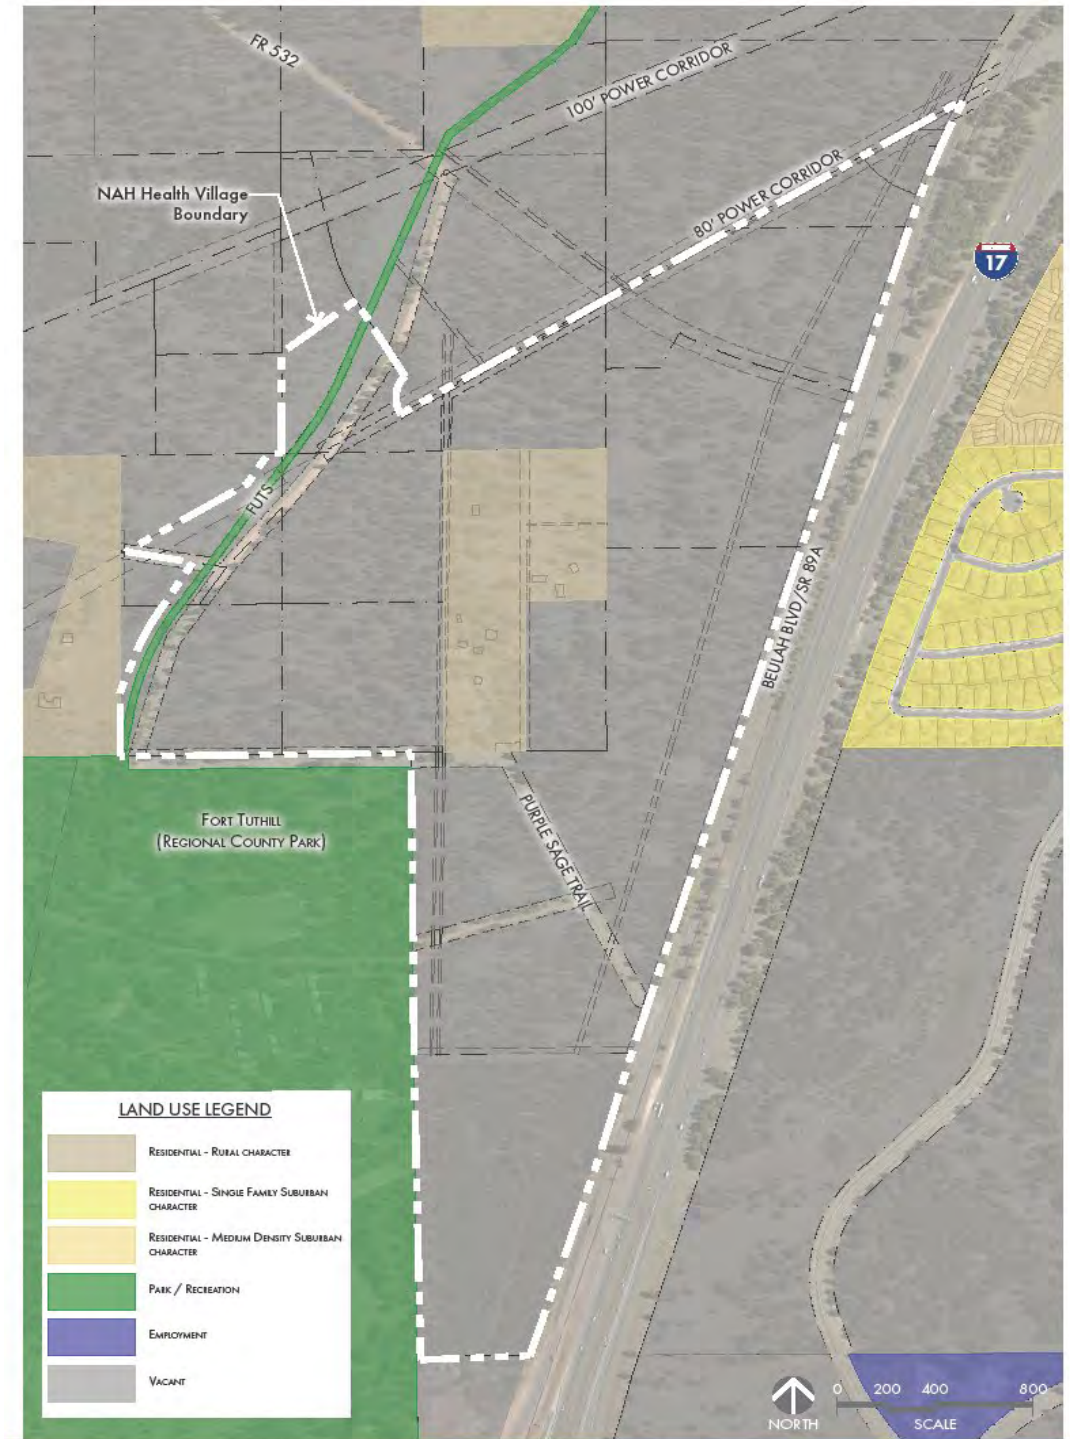 FR 532
100' POWER CORRIDOR
NAH Health Village
Boundary
80' POWER CORRIDOR
17
FUTS
BEULAH BLVD/SR 89A
PURPLE SAGE TRAIL
FORT TUTHILL
(REGIONAL COUNTY PARK)
LAND USE LEGEND
RESIDENTIAL - RURAL CHARACTER
RESIDENTIAL - SINGLE FAMILY SUBURBAN
CHARACTER
RESIDENTIAL - MEDIUM DENSITY SUBURBAN
CHARACTER
PARK / RECREATION
EMPLOYMENT
VACANT
0 200 400 800
NORTH SCALE